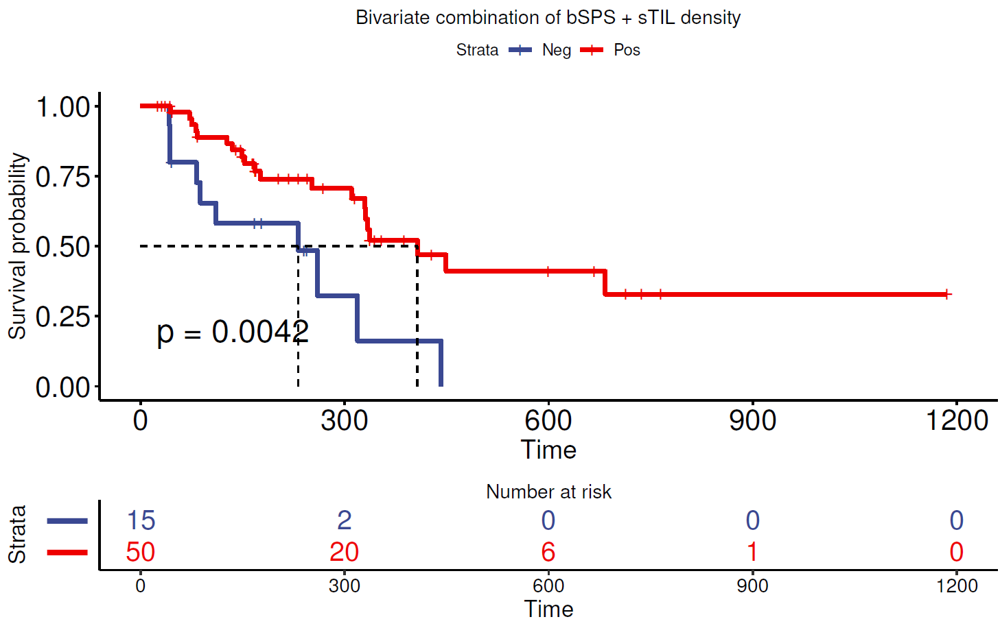 Bivariate combination of bSPS + sTIL density
Strata Neg Pos
Survival probability
1.00
0.75
0.50
0.25
0.00
p = 0.0042
0 300 600 900 1200
Time
Number at risk
Strata
15 2 0 0 0
50 20 6 1 0
0 300 600 900 1200
Time